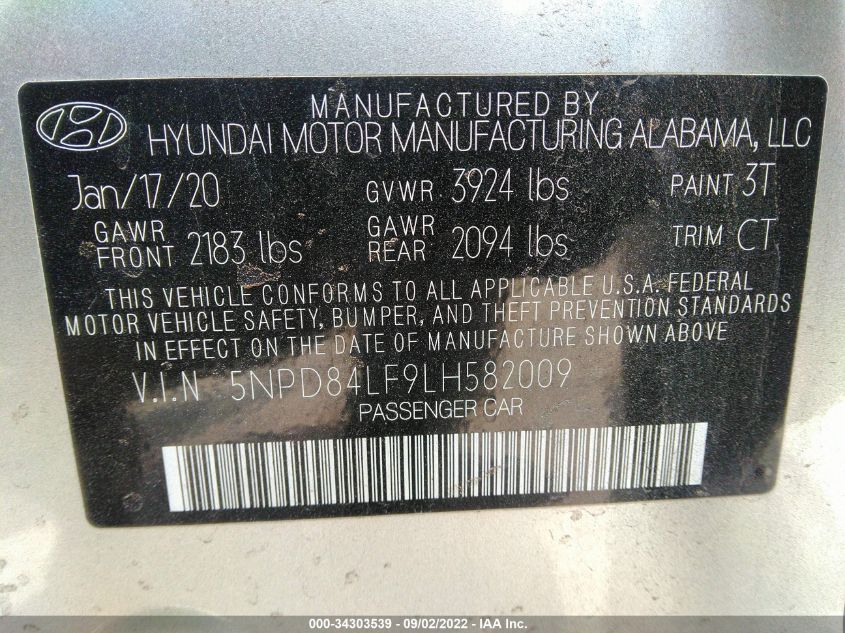 MANUFACTURED BY
HYUNDAI MOTOR MANUFACTURING ALABAMA, LLC
Jan/17/20 GVWR 3924 lbs PAINT 3T
GAWR FRONT 2183 lbs GAWR REAR 2094 lbs TRIM CT
THIS VEHICLE CONFORMS TO ALL APPLICABLE U.S.A. FEDERAL
MOTOR VEHICLE SAFETY, BUMPER, AND THEFT PREVENTION STANDARDS
IN EFFECT ON THE DATE OF MANUFACTURE SHOWN ABOVE
V.I.N 5NPD84LF9LH582009
PASSENGER CAR
000-34303539 - 09/02/2022 - IAA Inc.